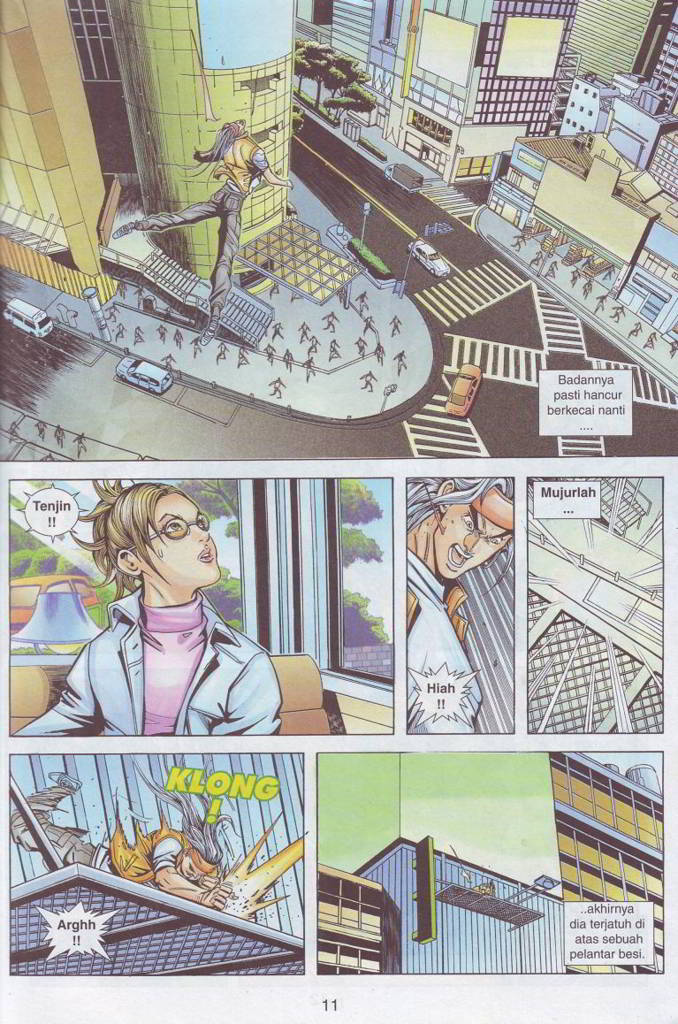 Badannya
pasti hancur
berkecai nanti
....
Tenjin
!!
Hiah
!!
Mujurlah
...
KLONG
!
Arghh
!!
..akhirnya
dia terjatuh di
atas sebuah
pelantar besi.
11